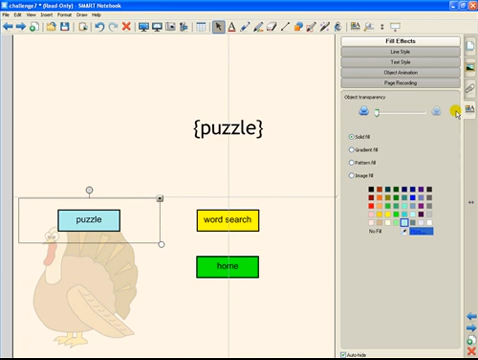 challenge7 * (Read-Only) - SMART Notebook
File Edit View Insert Format Draw Help
Fill Effects
Line Style
Text Style
Object Animation
Page Recording
Object transparency
{puzzle}
Solid fill
Gradient fill
Pattern fill
Image fill
puzzle
word search
No Fill
home
Auto-hide